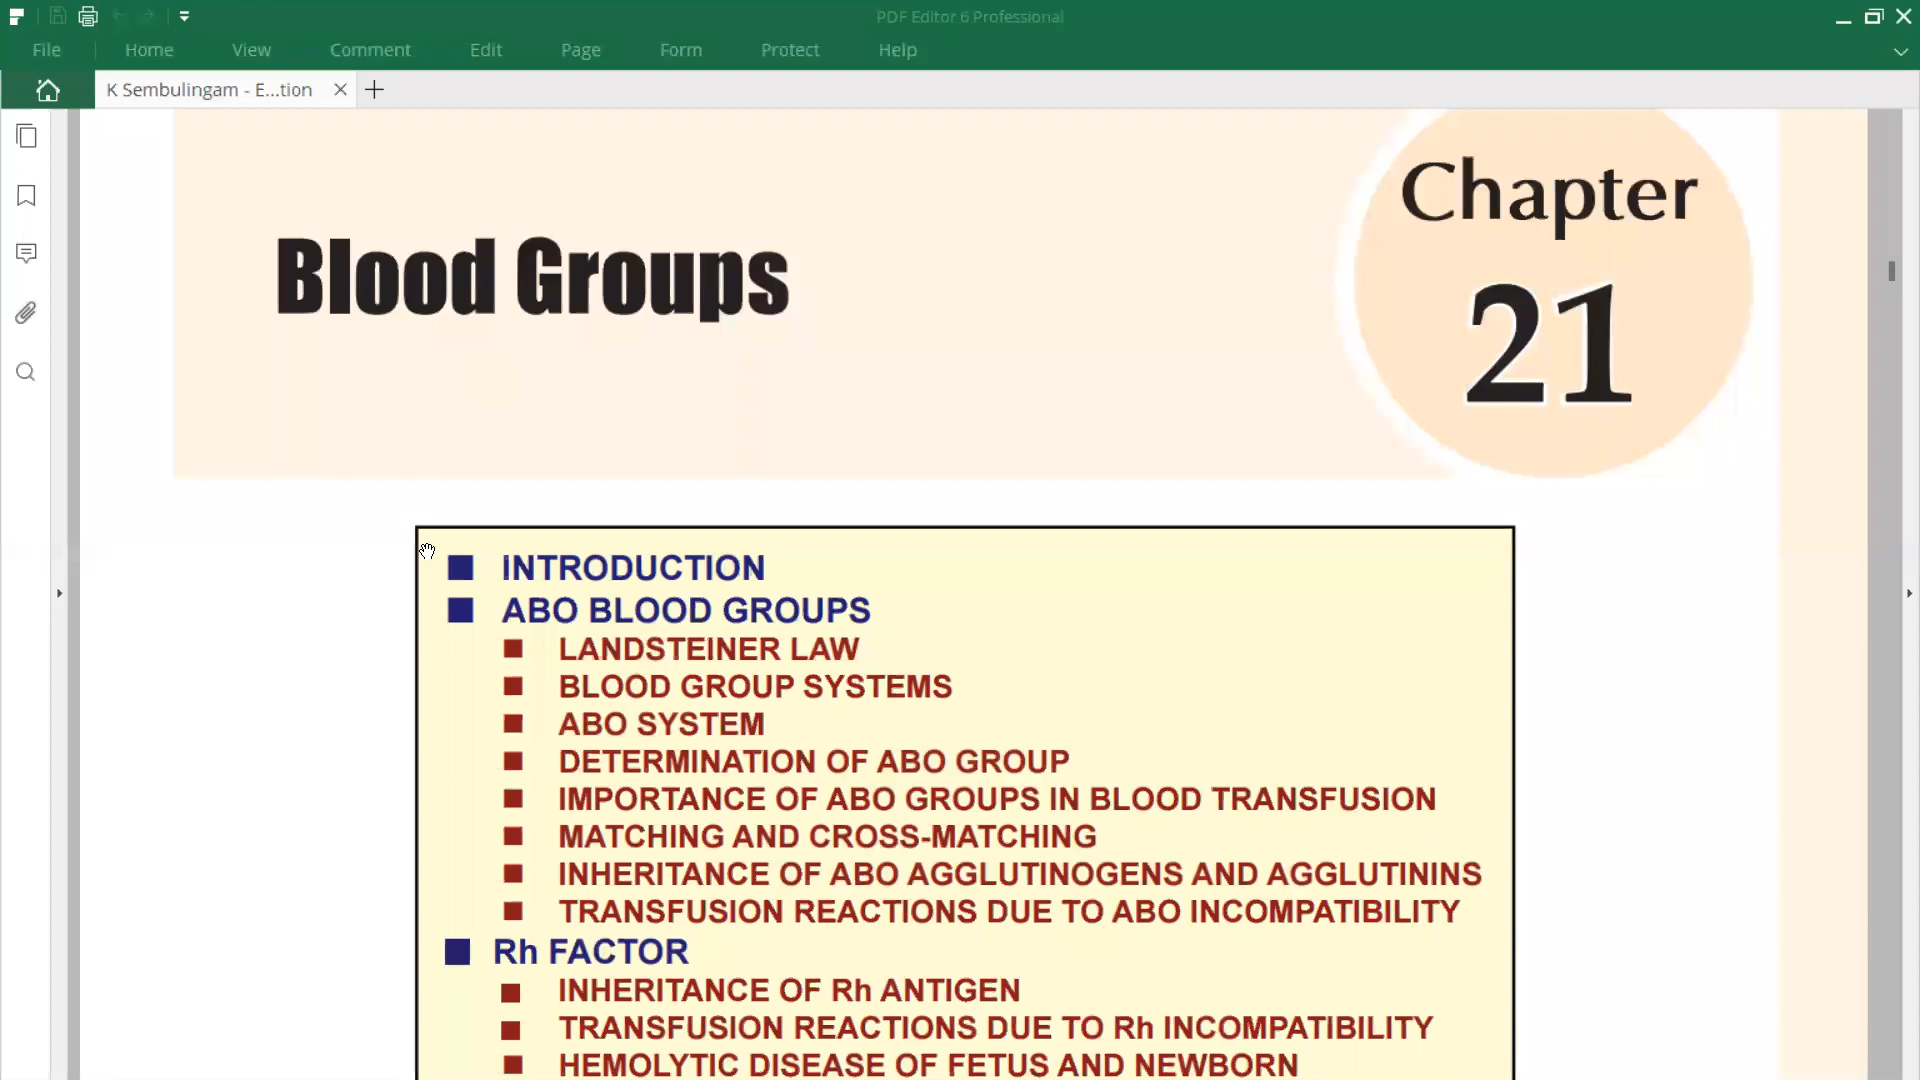 PDF Editor 6 Professional
File Home View Comment Edit Page Form Protect Help
K Sembulingam - E...tion
Blood Groups
Chapter
21
INTRODUCTION
ABO BLOOD GROUPS
LANDSTEINER LAW
BLOOD GROUP SYSTEMS
ABO SYSTEM
DETERMINATION OF ABO GROUP
IMPORTANCE OF ABO GROUPS IN BLOOD TRANSFUSION
MATCHING AND CROSS-MATCHING
INHERITANCE OF ABO AGGLUTINOGENS AND AGGLUTININS
TRANSFUSION REACTIONS DUE TO ABO INCOMPATIBILITY
Rh FACTOR
INHERITANCE OF Rh ANTIGEN
TRANSFUSION REACTIONS DUE TO Rh INCOMPATIBILITY
HEMOLYTIC DISEASE OF FETUS AND NEWBORN